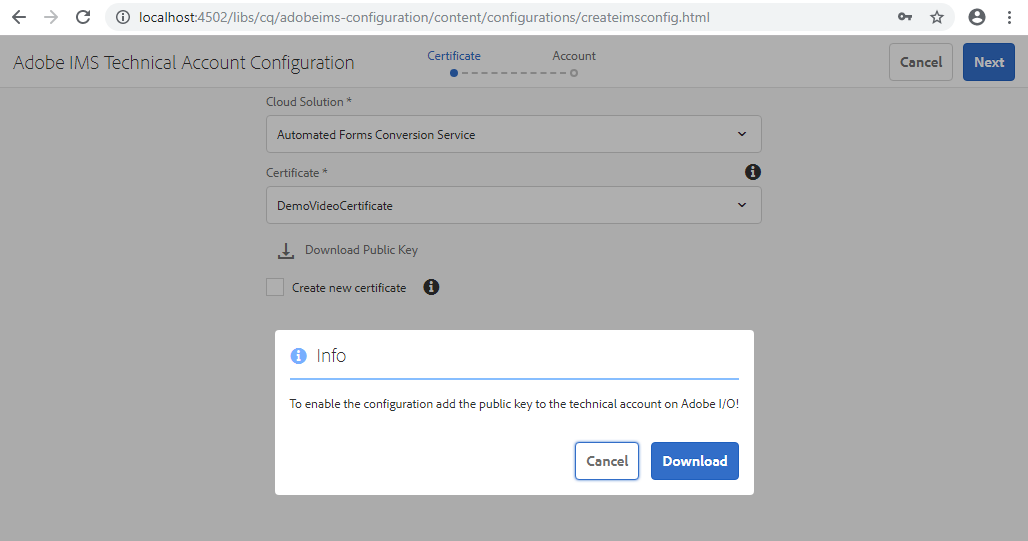 localhost:4502/libs/cq/adobeims-configuration/content/configurations/createimsconfig.html
Adobe IMS Technical Account Configuration
Certificate
Account
Cancel
Next
Cloud Solution *
Automated Forms Conversion Service
Certificate *
DemoVideoCertificate
Download Public Key
Create new certificate
Info
To enable the configuration add the public key to the technical account on Adobe I/O!
Cancel
Download